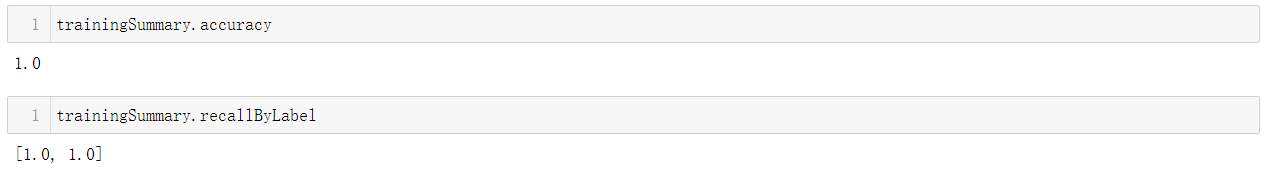 1 trainingSummary.accuracy
1.0
1 trainingSummary.recallByLabel
[1.0, 1.0]